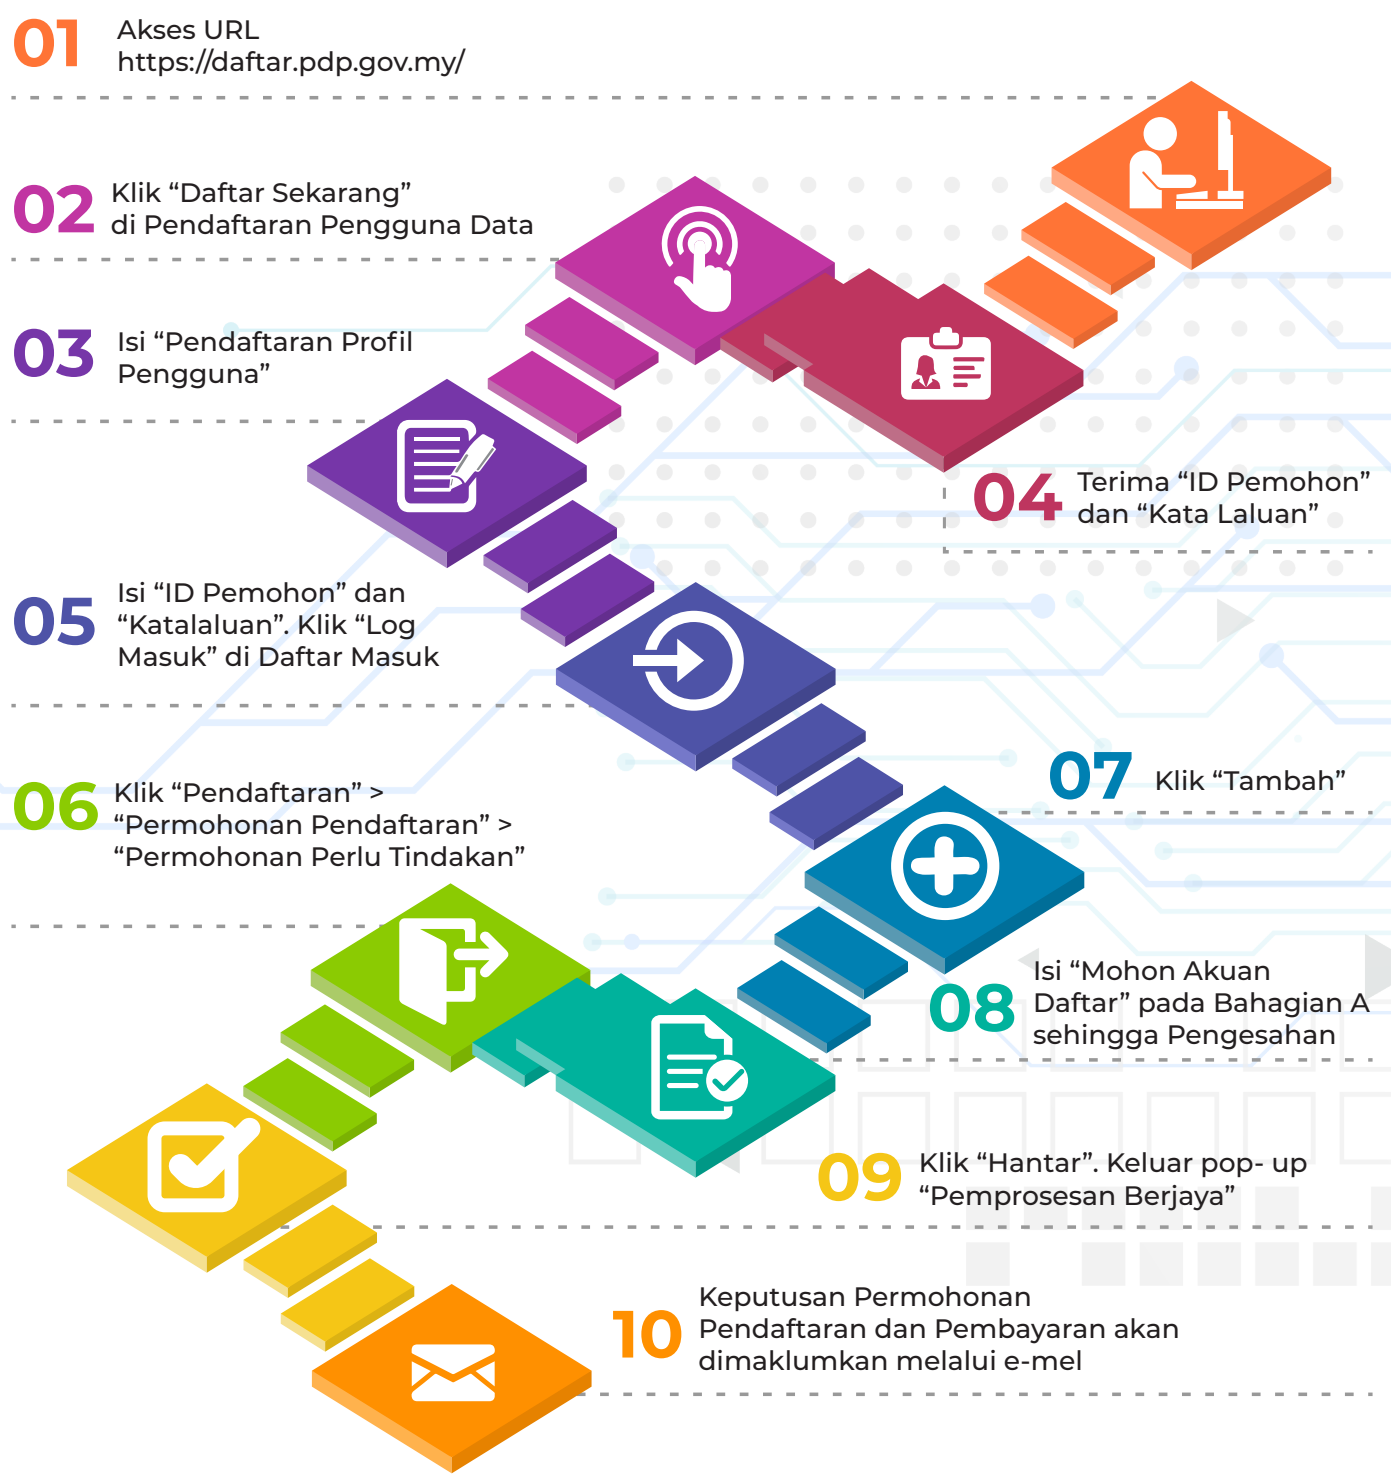 01
Akses URL
https://daftar.pdp.gov.my/
02
Klik “Daftar Sekarang”
di Pendaftaran Pengguna Data
03
Isi “Pendaftaran Profil
Pengguna”
04
Terima “ID Pemohon”
dan “Kata Laluan”
05
Isi “ID Pemohon” dan
“Katalaluan”. Klik “Log
Masuk” di Daftar Masuk
06
Klik “Pendaftaran” >
“Permohonan Pendaftaran” >
“Permohonan Perlu Tindakan”
07
Klik “Tambah”
08
Isi “Mohon Akuan
Daftar” pada Bahagian A
sehingga Pengesahan
09
Klik “Hantar”. Keluar pop- up
“Pemprosesan Berjaya”
10
Keputusan Permohonan
Pendaftaran dan Pembayaran akan
dimaklumkan melalui e-mel